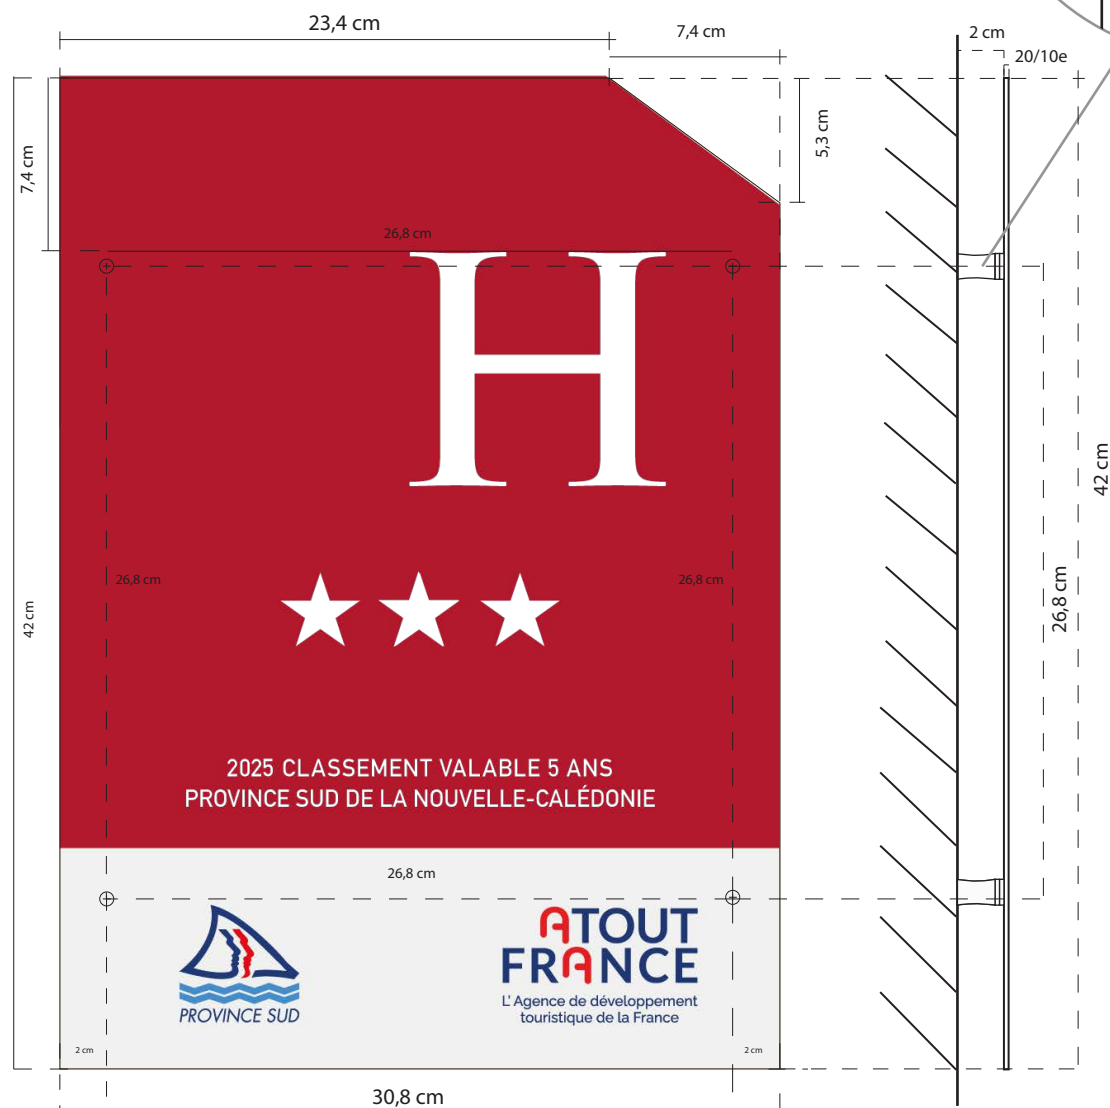 23,4 cm
7,4 cm
2 cm
20/10e
7,4 cm
5,3 cm
26,8 cm
H
42 cm
26,8 cm
26,8 cm
26,8 cm
42 cm
2025 CLASSEMENT VALABLE 5 ANS
PROVINCE SUD DE LA NOUVELLE-CALÉDONIE
26,8 cm
PROVINCE SUD
ATOUT
FRANCE
L' Agence de développement
touristique de la France
2 cm
2 cm
30,8 cm